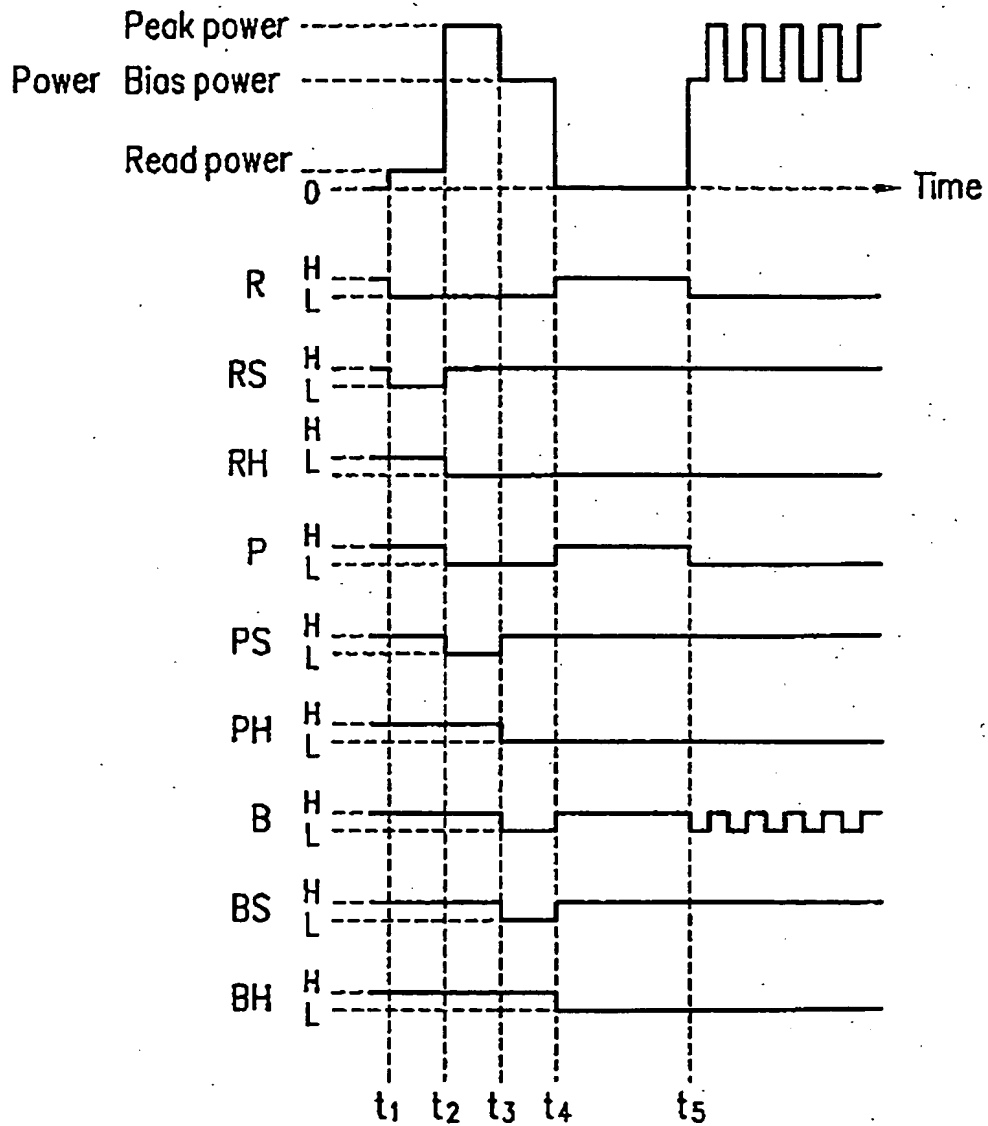 Peak power
Power Bias power
Read power
0
Time
R H
L
RS H
L
RH H
L
P H
L
PS H
L
PH H
L
B H
L
BS H
L
BH H
L
t1 t2 t3 t4 t5